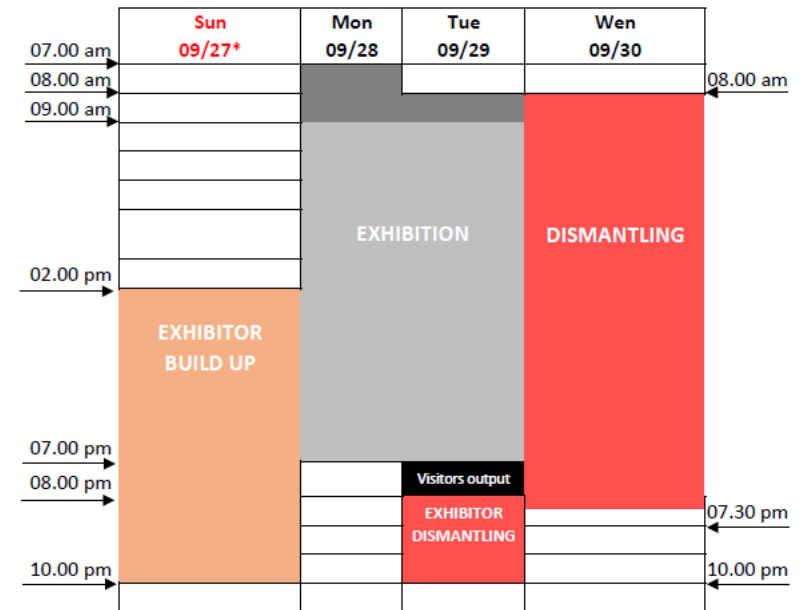 Sun
09/27*
Mon
09/28
Tue
09/29
Wen
09/30
07.00 am
08.00 am
08.00 am
09.00 am
EXHIBITION
DISMANTLING
02.00 pm
EXHIBITOR
BUILD UP
07.00 pm
Visitors output
08.00 pm
EXHIBITOR
DISMANTLING
07.30 pm
10.00 pm
10.00 pm